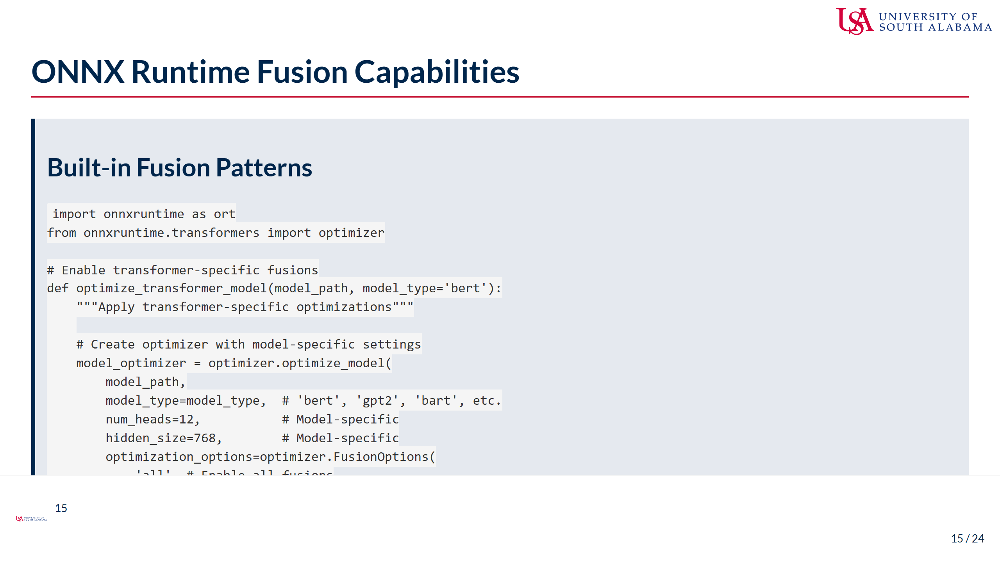 USA UNIVERSITY OF
SOUTH ALABAMA
ONNX Runtime Fusion Capabilities
Built-in Fusion Patterns
import onnxruntime as ort
from onnxruntime.transformers import optimizer
# Enable transformer-specific fusions
def optimize_transformer_model(model_path, model_type='bert'):
    """Apply transformer-specific optimizations"""
    # Create optimizer with model-specific settings
    model_optimizer = optimizer.optimize_model(
        model_path,
        model_type=model_type,  # 'bert', 'gpt2', 'bart', etc.
        num_heads=12,           # Model-specific
        hidden_size=768,        # Model-specific
        optimization_options=optimizer.FusionOptions(
            'all'  # Enable all fusions
15
USA UNIVERSITY OF
SOUTH ALABAMA
15 / 24